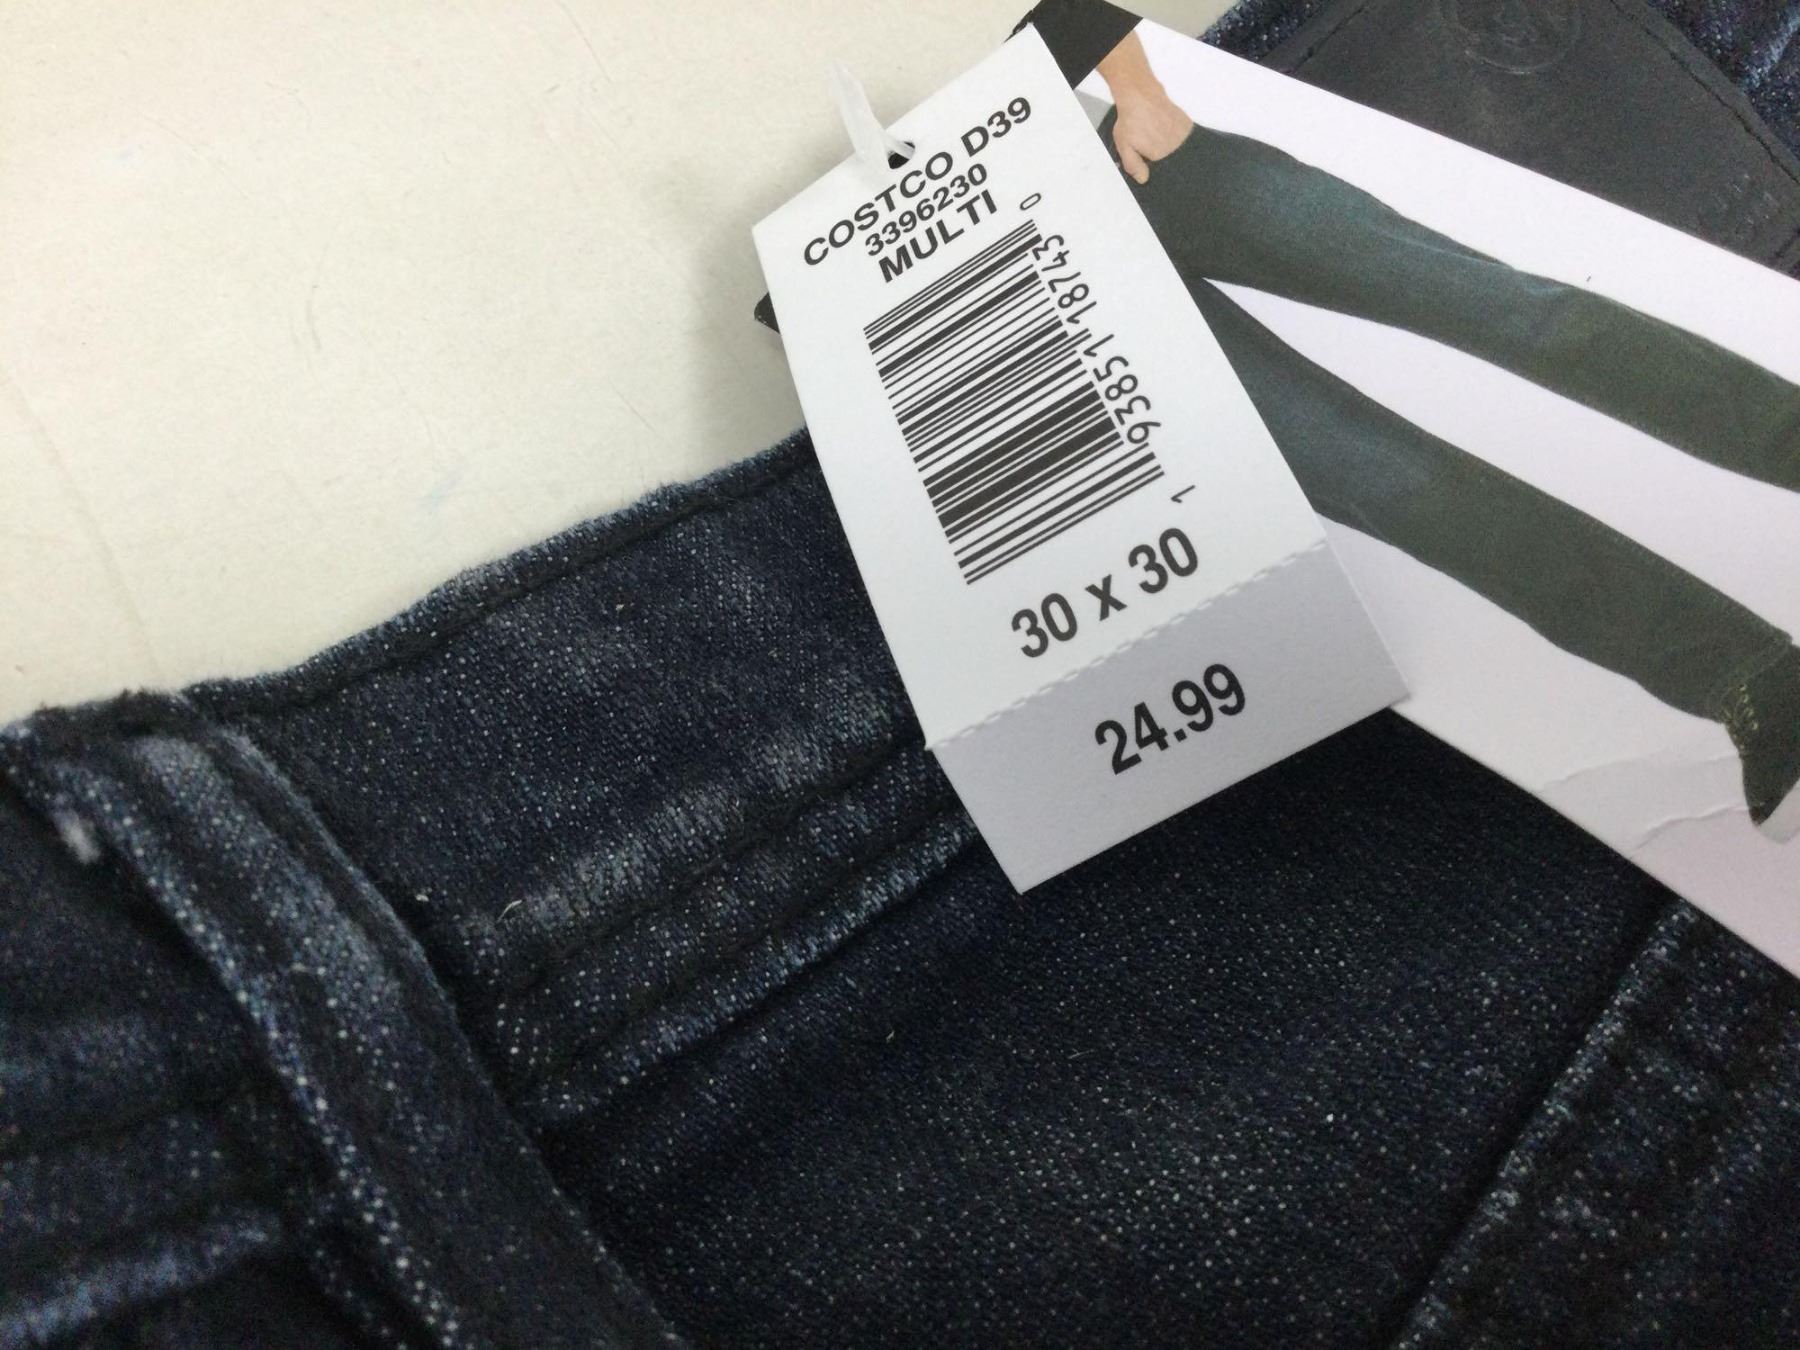 COSTCO D39
3396230
MULTI
1 93851 18743 0
30 x 30
24.99